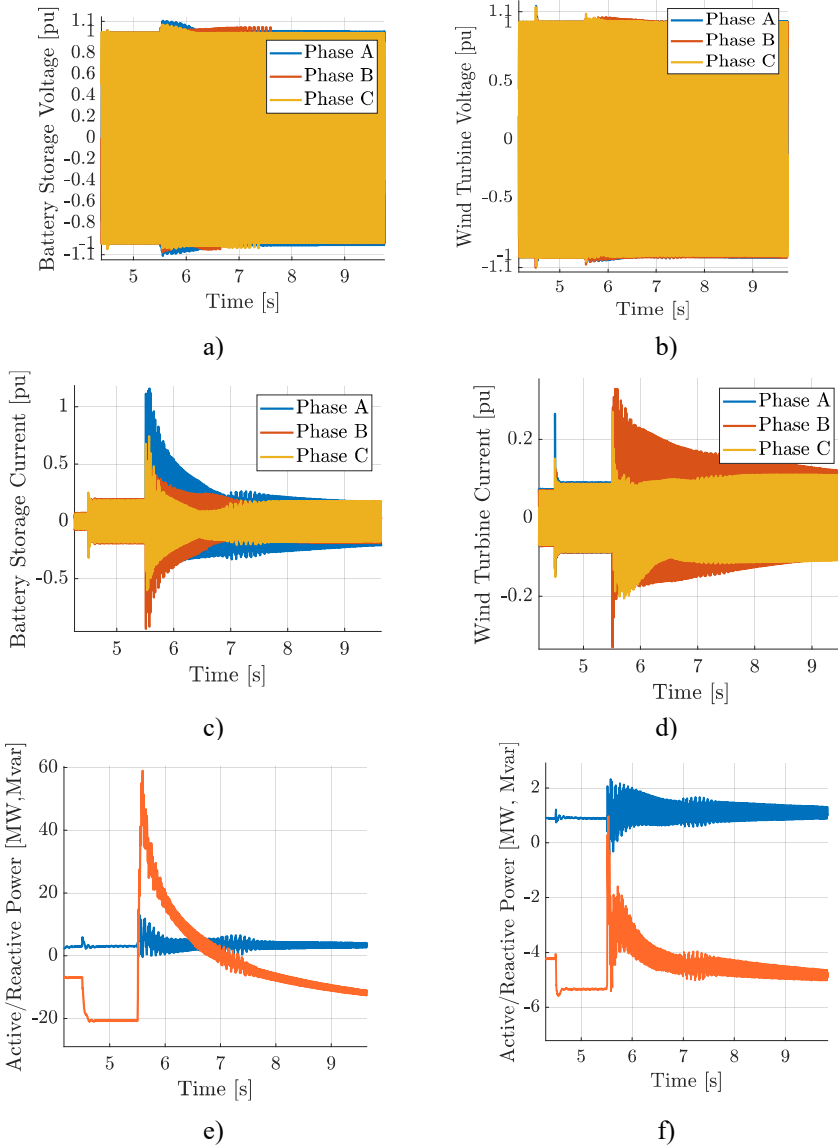 Battery Storage Voltage [pu]
1.1
1
0.8
0.6
0.4
0.2
0
-0.2
-0.4
-0.6
-0.8
-1
-1.1
5 6 7 8 9
Time [s]
Phase A
Phase B
Phase C
a)
Wind Turbine Voltage [pu]
1.1
1
0.5
0
-0.5
-1
-1.1
5 6 7 8 9
Time [s]
Phase A
Phase B
Phase C
b)
Battery Storage Current [pu]
1
0.5
0
-0.5
5 6 7 8 9
Time [s]
Phase A
Phase B
Phase C
c)
Wind Turbine Current [pu]
0.2
0
-0.2
5 6 7 8 9
Time [s]
Phase A
Phase B
Phase C
d)
Active/Reactive Power [MW,Mvar]
60
40
20
0
-20
5 6 7 8 9
Time [s]
e)
Active/Reactive Power [MW, Mvar]
2
0
-2
-4
-6
5 6 7 8 9
Time [s]
f)